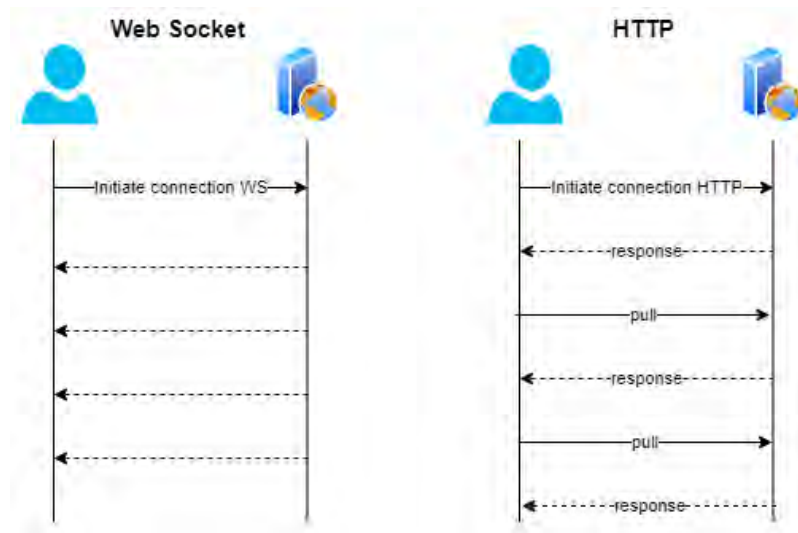 Web Socket
HTTP
Initiate connection WS
Initiate connection HTTP
response
pull
response
pull
response